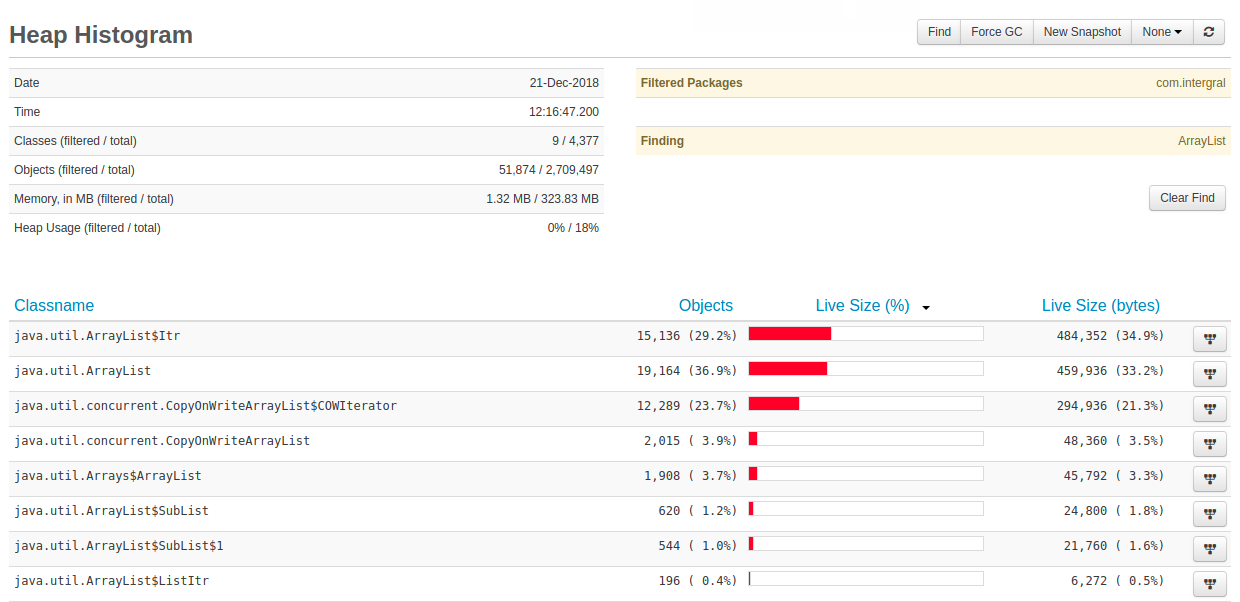 Heap Histogram
Find Force GC New Snapshot None
Date 21-Dec-2018
Time 12:16:47.200
Classes (filtered / total) 9 / 4,377
Objects (filtered / total) 51,874 / 2,709,497
Memory, in MB (filtered / total) 1.32 MB / 323.83 MB
Heap Usage (filtered / total) 0% / 18%
Filtered Packages com.intergral
Finding ArrayList
Clear Find
Classname Objects Live Size (%) Live Size (bytes)
java.util.ArrayList$Itr 15,136 (29.2%) 484,352 (34.9%)
java.util.ArrayList 19,164 (36.9%) 459,936 (33.2%)
java.util.concurrent.CopyOnWriteArrayList$COWIterator 12,289 (23.7%) 294,936 (21.3%)
java.util.concurrent.CopyOnWriteArrayList 2,015 ( 3.9%) 48,360 ( 3.5%)
java.util.Arrays$ArrayList 1,908 ( 3.7%) 45,792 ( 3.3%)
java.util.ArrayList$SubList 620 ( 1.2%) 24,800 ( 1.8%)
java.util.ArrayList$SubList$1 544 ( 1.0%) 21,760 ( 1.6%)
java.util.ArrayList$ListItr 196 ( 0.4%) 6,272 ( 0.5%)